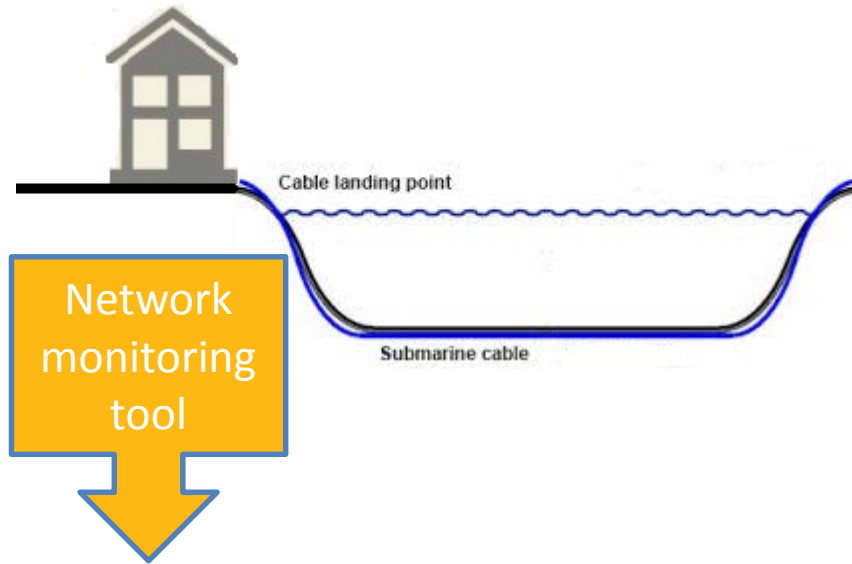 Cable landing point
Network
monitoring
tool
Submarine cable